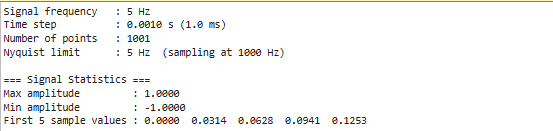 Signal frequency   : 5 Hz
Time step          : 0.0010 s (1.0 ms)
Number of points   : 1001
Nyquist limit      : 5 Hz  (sampling at 1000 Hz)
=== Signal Statistics ===
Max amplitude         : 1.0000
Min amplitude         : -1.0000
First 5 sample values : 0.0000  0.0314  0.0628  0.0941  0.1253